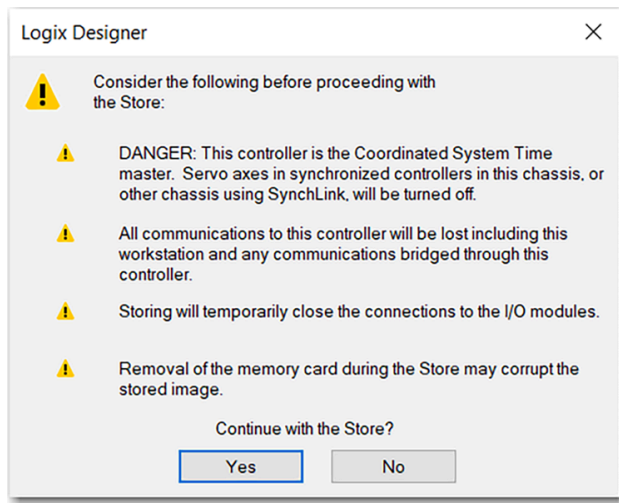 Logix Designer
Consider the following before proceeding with
the Store:
DANGER: This controller is the Coordinated System Time
master. Servo axes in synchronized controllers in this chassis, or
other chassis using SynchLink, will be turned off.
All communications to this controller will be lost including this
workstation and any communications bridged through this
controller.
Storing will temporarily close the connections to the I/O modules.
Removal of the memory card during the Store may corrupt the
stored image.
Continue with the Store?
Yes
No